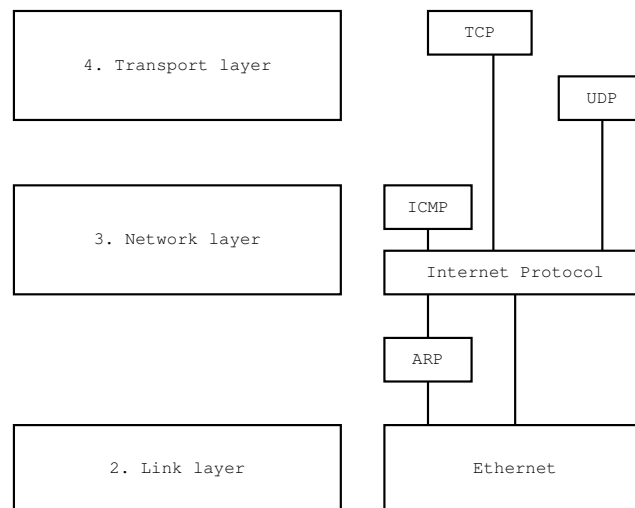 TCP
4. Transport layer
UDP
ICMP
3. Network layer
Internet Protocol
ARP
2. Link layer
Ethernet